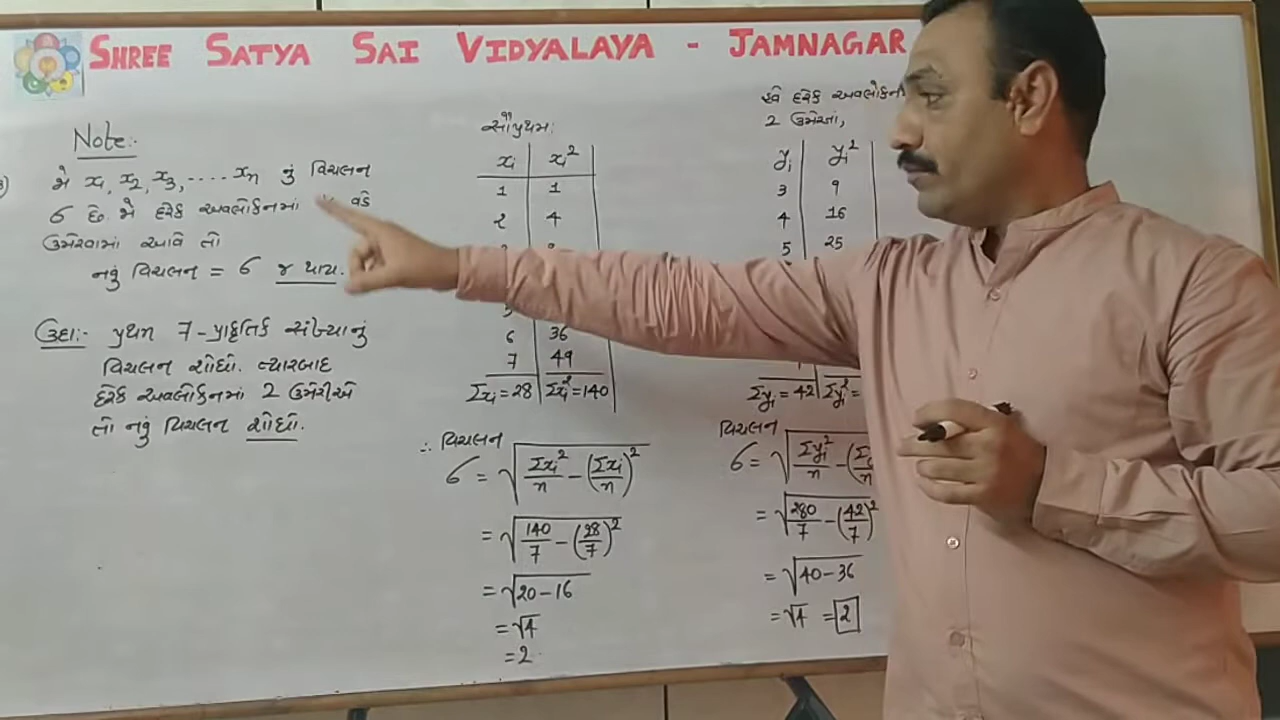 SHREE SATYA SAI VIDYALAYA - JAMNAGAR
Note:-
જો x₁, x₂, x₃, ..... xₙ નું વિચલન
σ છે. જો દરેક અવલોકનમાં વડે
ઉમેરવામાં આવે તો
નવું વિચલન = σ જ થાય.
ઉદા:- પ્રથમ 7-પ્રાકૃતિક સંખ્યાનું
વિચલન શોધો. ત્યારબાદ
દરેક અવલોકનમાં 2 ઉમેરીએ
તો નવું વિચલન શોધો.
સૌપ્રથમ:
xᵢ xᵢ²
1 1
2 4
6 36
7 49
Σxᵢ = 28 Σxᵢ² = 140
∴ વિચલન
σ = √(Σxᵢ²/n - (Σxᵢ/n)²)
= √(140/7 - (28/7)²)
= √(20-16)
= √4
= 2
હવે દરેક અવલોકનમાં
2 ઉમેરતાં,
yᵢ yᵢ²
3 9
4 16
5 25
Σyᵢ = 42 Σyᵢ² =
વિચલન
σ = √(Σyᵢ²/n - (Σ
= √(280/7 - (42/7)²)
= √(40-36)
= √4 = 2